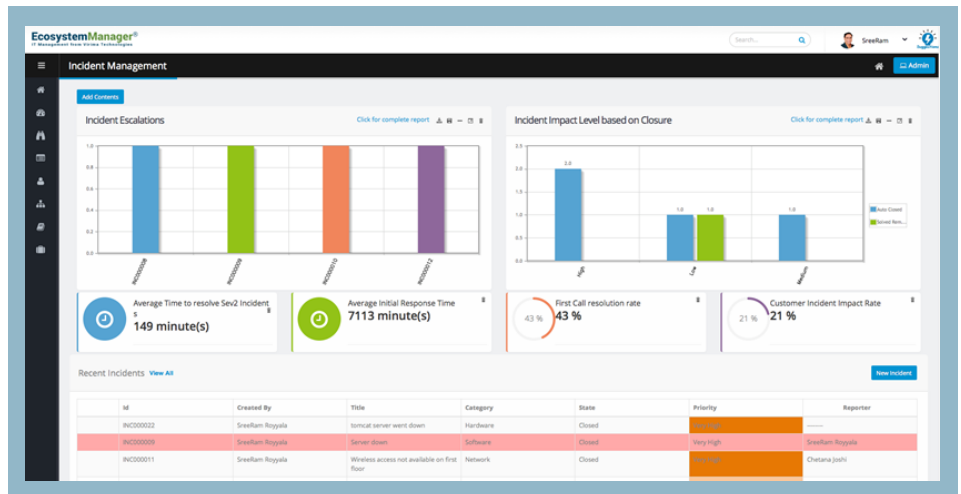 EcosystemManager®
IT Management from Virima Technologies
Search...
SreeRam
Incident Management
Admin
Add Contents
Incident Escalations
Click for complete report
1.0
0.8
0.6
0.4
0.2
0.0
INC000008
INC000009
INC000010
INC000012
Incident Impact Level based on Closure
Click for complete report
2.5
2.0
1.5
1.0
0.5
0.0
2.0
1.0
1.0
1.0
High
Low
Medium
Auto Closed
Solved Rem...
Average Time to resolve Sev2 Incident
s
149 minute(s)
Average Initial Response Time
7113 minute(s)
43 %
First Call resolution rate
43 %
21 %
Customer Incident Impact Rate
21 %
Recent Incidents View All
New Incident
Id Created By Title Category State Priority Reporter
INC000022 SreeRam Royyala tomcat server went down Hardware Closed Very High -------
INC000009 SreeRam Royyala Server down Software Closed Very High SreeRam Royyala
INC000011 SreeRam Royyala Wireless access not available on first Network Closed Very High Chetana Joshi
floor